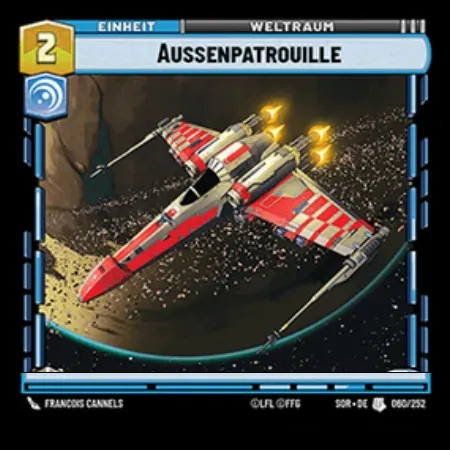 EINHEIT
WELTRAUM
2
AUSSENPATROUILLE
FRANCOIS CANNELS
©LFL ©FFG
SOR • DE
060/252